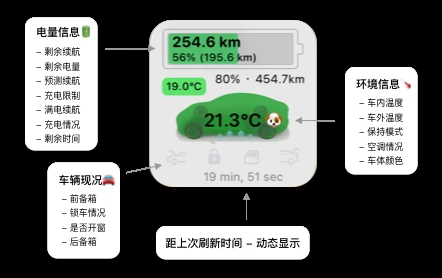 电量信息🔋
– 剩余续航
– 剩余电量
– 预测续航
– 充电限制
– 满电续航
– 充电情况
– 剩余时间
254.6 km
56% (195.6 km)
80% · 454.7km
19.0°C
21.3°C🐶
19 min, 51 sec
环境信息🌡️
– 车内温度
– 车外温度
– 保持模式
– 空调情况
– 车体颜色
车辆现况🚘
– 前备箱
– 锁车情况
– 是否开窗
– 后备箱
距上次刷新时间 – 动态显示